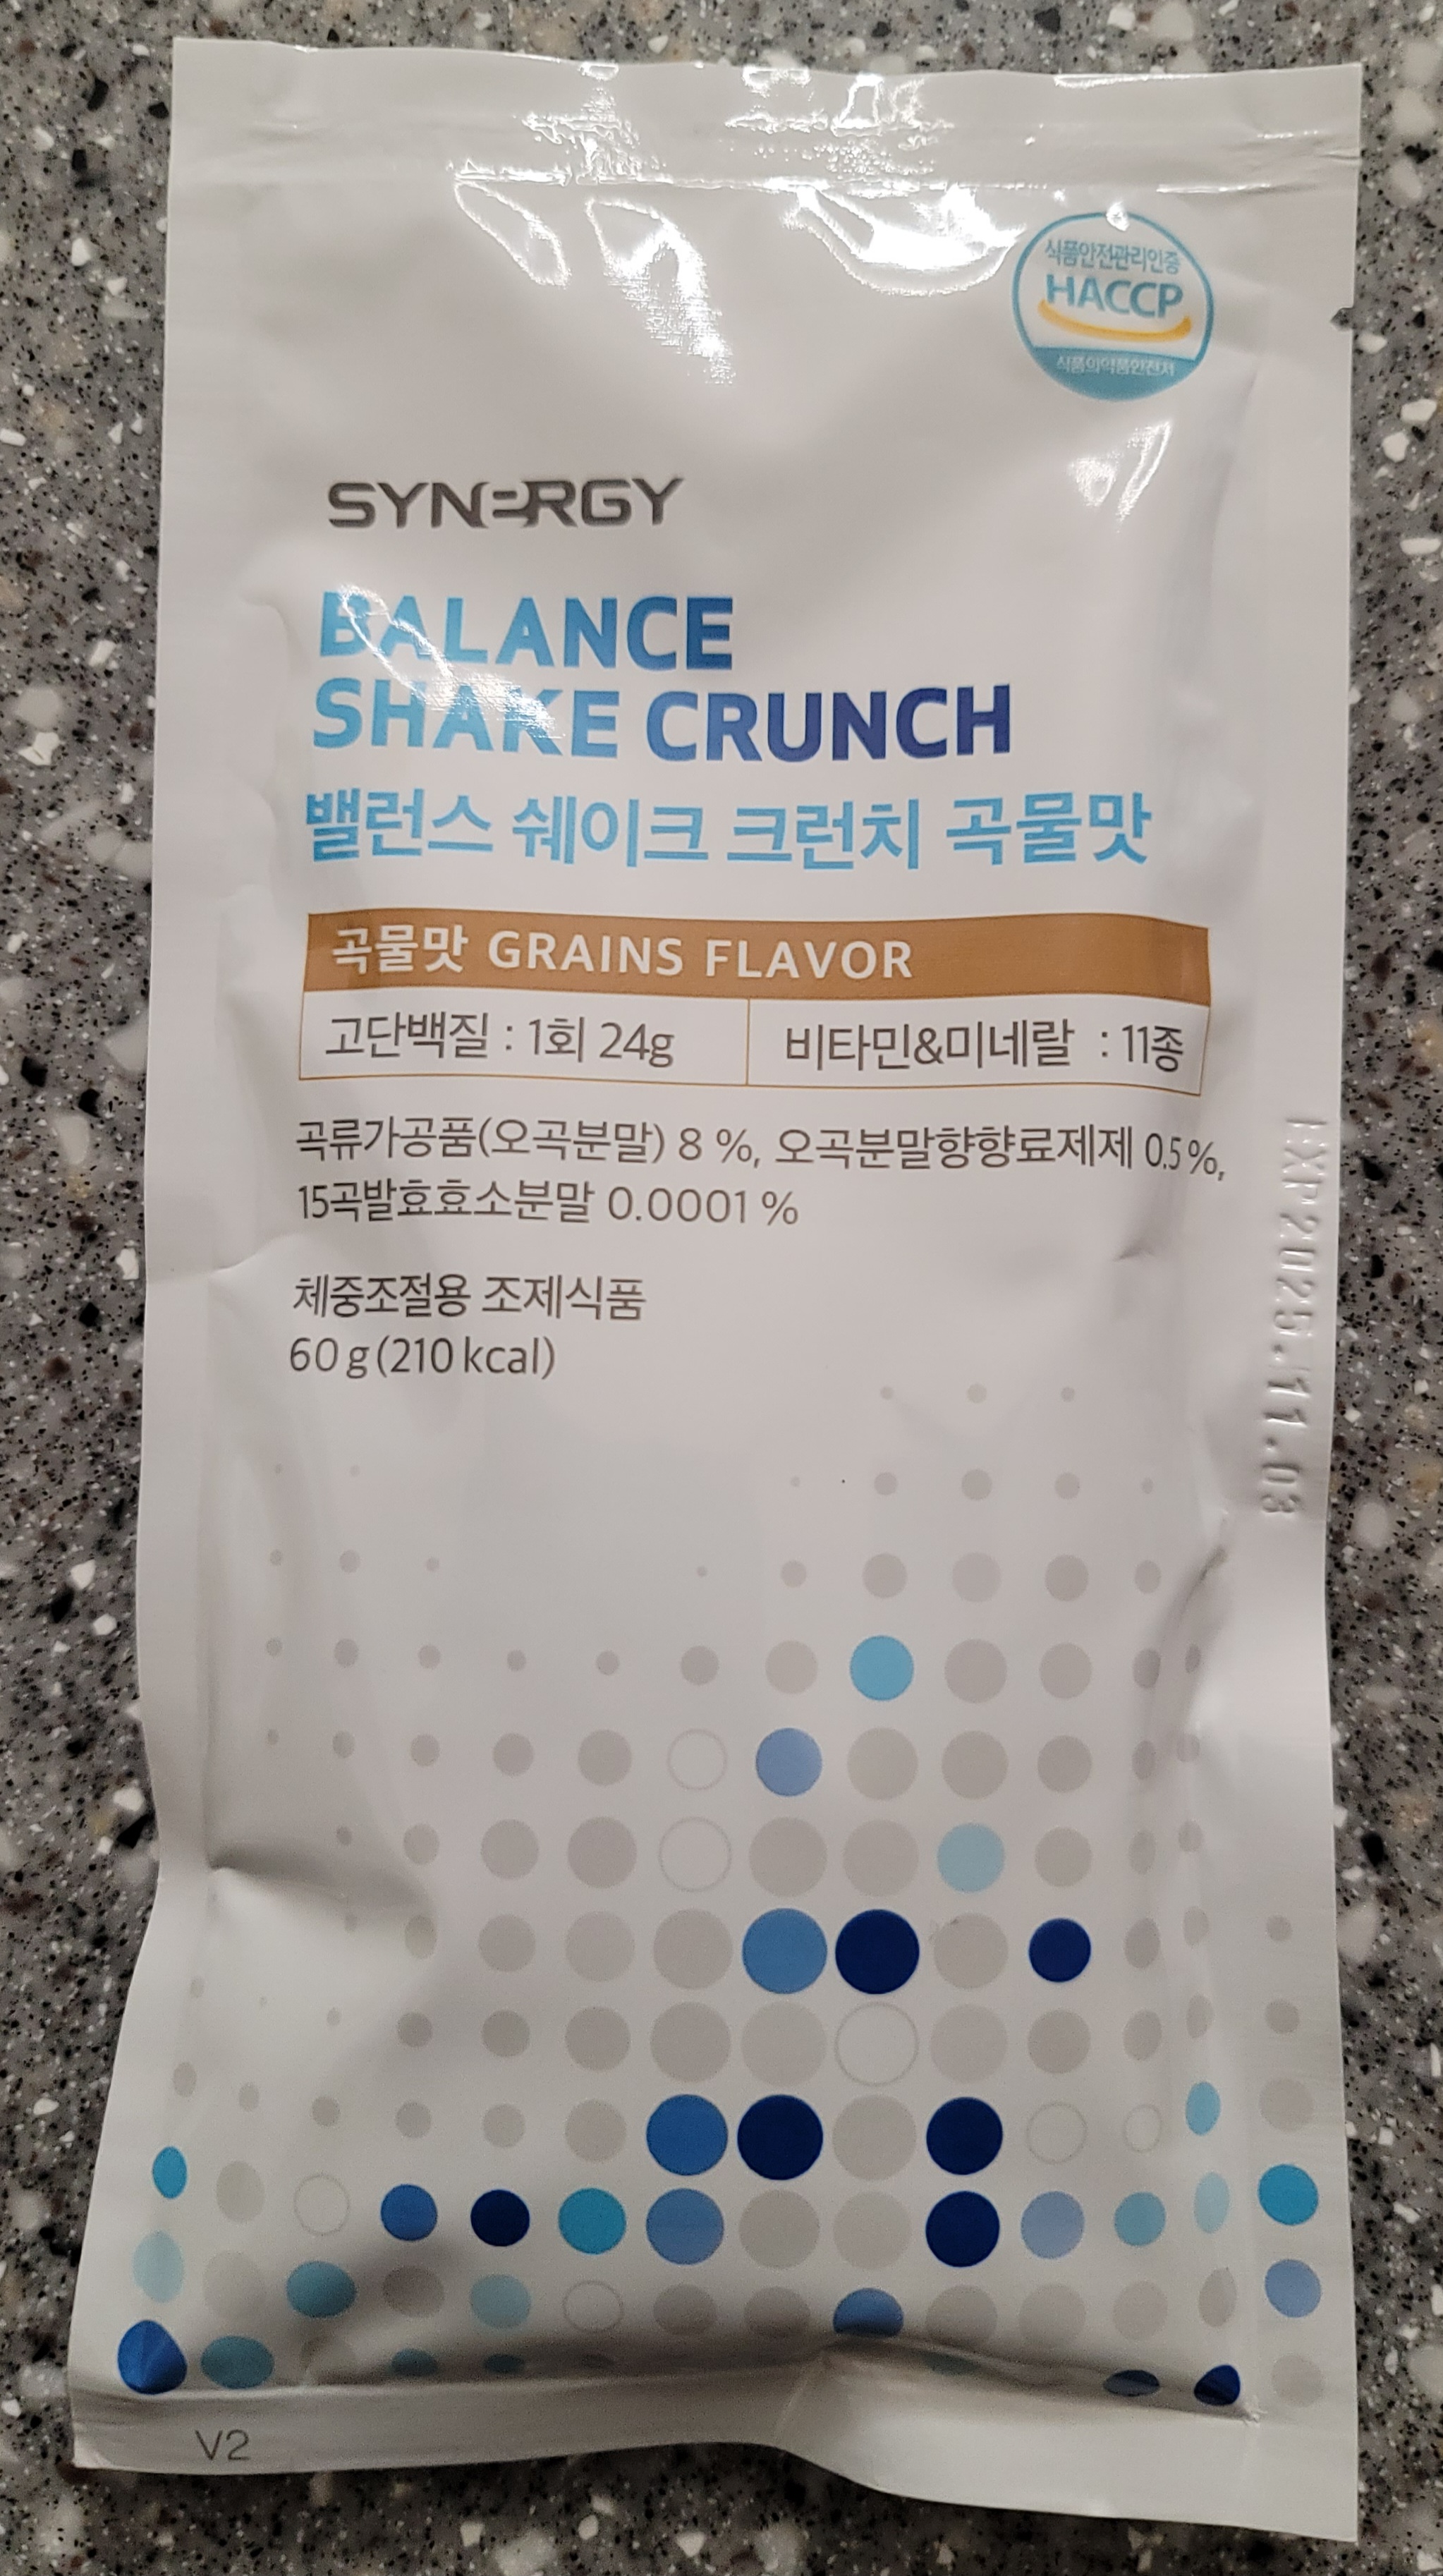 식품안전관리인증
HACCP
식품의약품안전처
SYNERGY
BALANCE
SHAKE CRUNCH
밸런스 쉐이크 크런치 곡물맛
곡물맛 GRAINS FLAVOR
고단백질 : 1회 24g
비타민&미네랄 : 11종
곡류가공품(오곡분말) 8 %, 오곡분말향향료제제 0.5 %,
15곡발효효소분말 0.0001 %
체중조절용 조제식품
60 g (210 kcal)
EXP 2025.11.03
V2